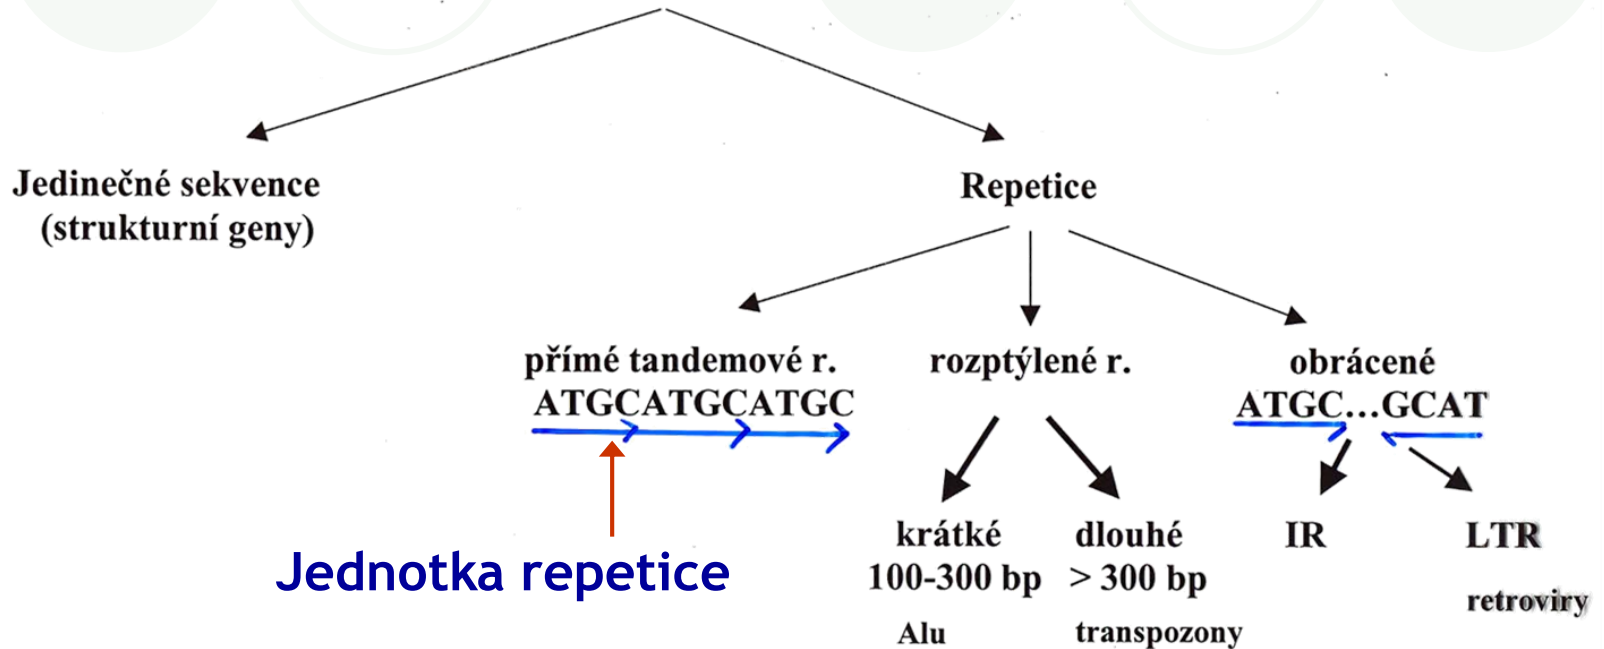 Jedinečné sekvence
(strukturní geny)
Repetice
přímé tandemové r.
ATGCATGCATGC
rozptýlené r.
obrácené
ATGC...GCAT
Jednotka repetice
krátké
100-300 bp
Alu
dlouhé
> 300 bp
transpozony
IR
LTR
retroviry